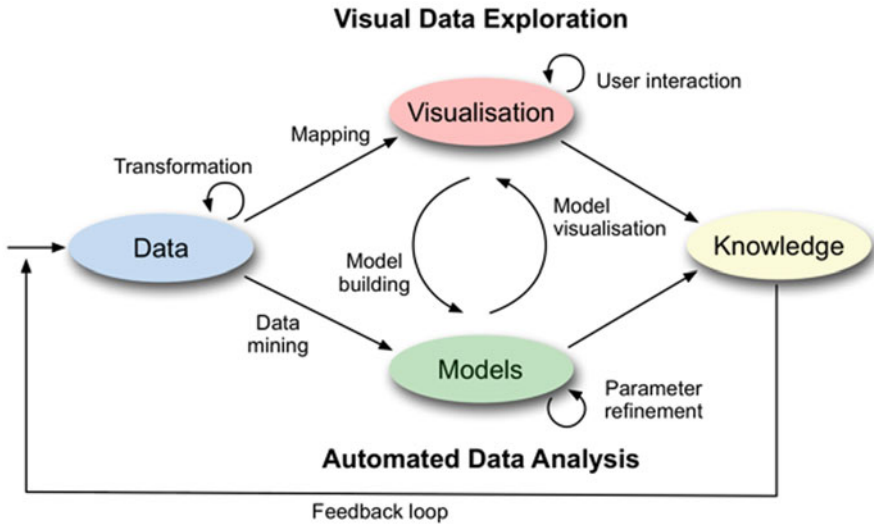 Visual Data Exploration
User interaction
Visualisation
Mapping
Transformation
Model
visualisation
Data
Knowledge
Model
building
Data
mining
Models
Parameter
refinement
Automated Data Analysis
Feedback loop